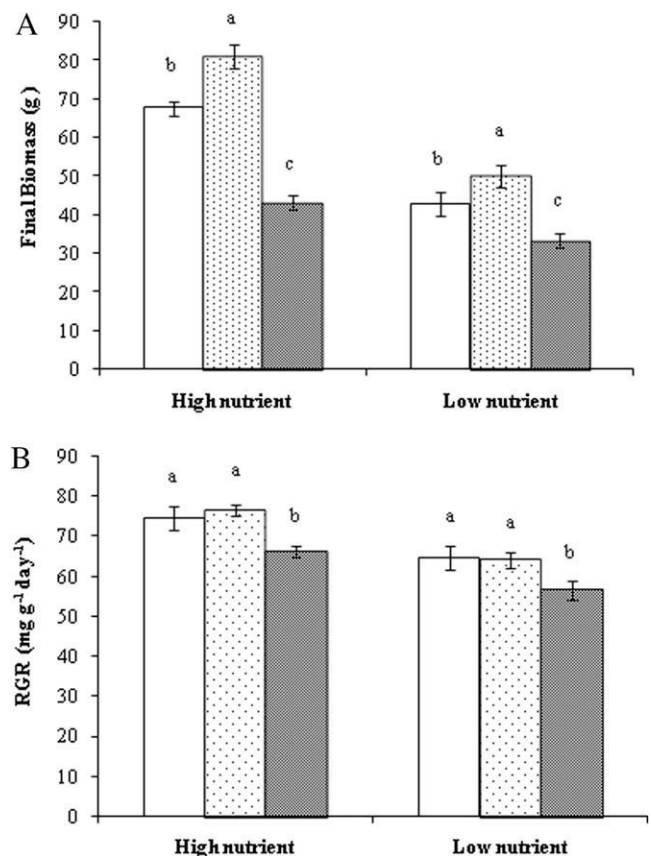 A
Final Biomass (g)
90
80
70
60
50
40
30
20
10
0
b
a
c
b
a
c
High nutrient
Low nutrient
B
RGR (mg g⁻¹ day⁻¹)
90
80
70
60
50
40
30
20
10
0
a
a
b
a
a
b
High nutrient
Low nutrient